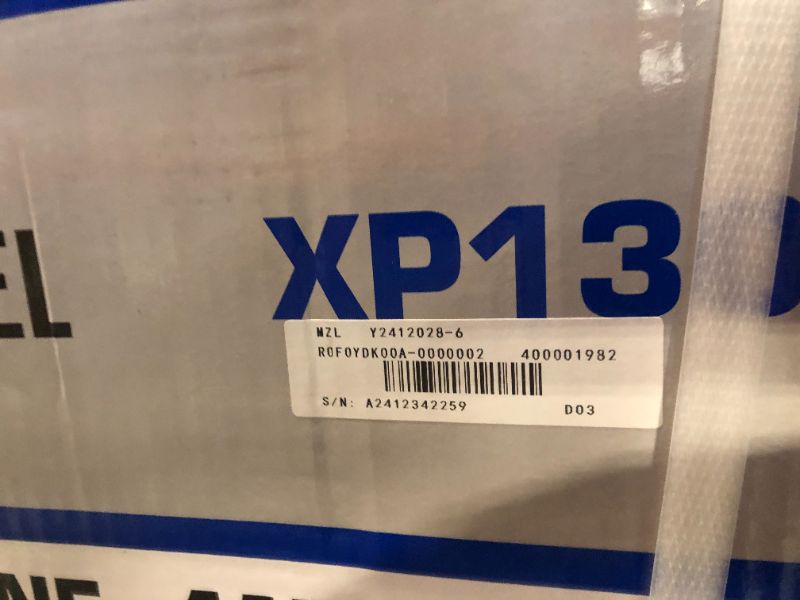 EL
XP13
MZL Y2412028-6
R0F0YDK00A-0000002 400001982
S/N: A2412342259 D03